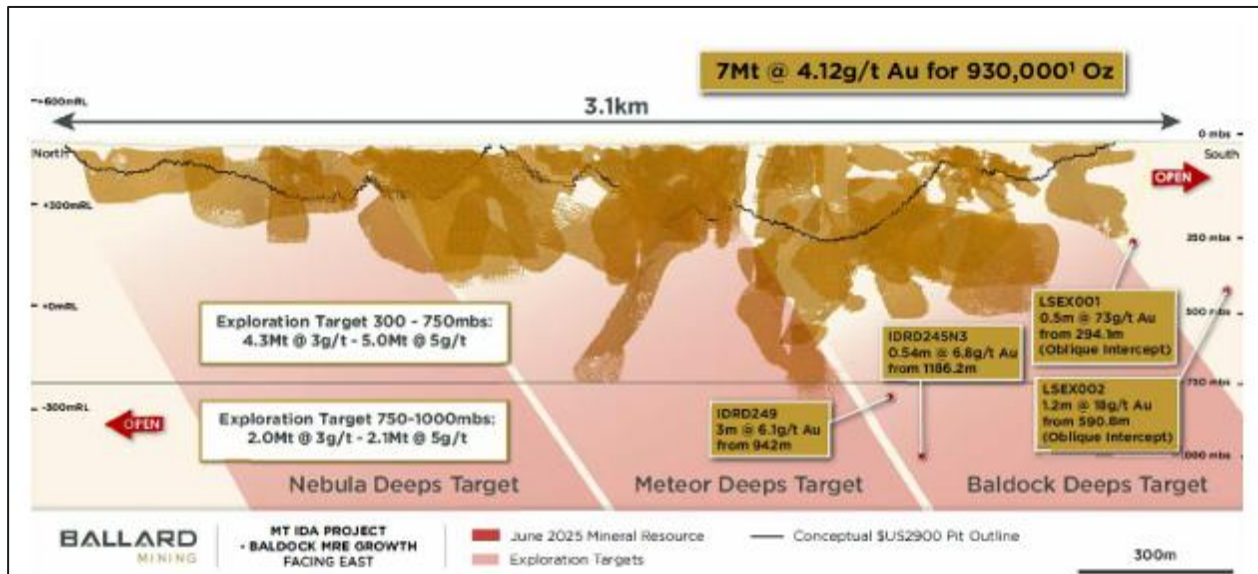 7Mt @ 4.12g/t Au for 930,000¹ Oz
+600mRL
3.1km
0 mbs
North
South
OPEN
+300mRL
250 mbs
LSEX001
0.5m @ 73g/t Au
from 294.1m
(Oblique Intercept)
+0mRL
500 mbs
Exploration Target 300 - 750mbs:
4.3Mt @ 3g/t - 5.0Mt @ 5g/t
IDRD245N3
0.54m @ 6.8g/t Au
from 1186.2m
750 mbs
LSEX002
1.2m @ 18g/t Au
from 590.8m
(Oblique Intercept)
-300mRL
OPEN
Exploration Target 750-1000mbs:
2.0Mt @ 3g/t - 2.1Mt @ 5g/t
IDRD249
3m @ 6.1g/t Au
from 942m
1000 mbs
Nebula Deeps Target
Meteor Deeps Target
Baldock Deeps Target
BALLARD
MINING
MT IDA PROJECT
- BALDOCK MRE GROWTH
FACING EAST
June 2025 Mineral Resource
Exploration Targets
Conceptual $US2900 Pit Outline
300m